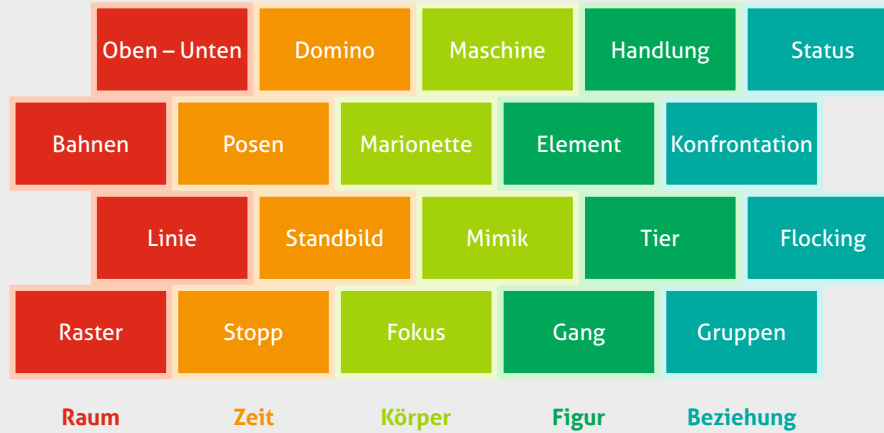 Oben – Unten Domino Maschine Handlung Status
Bahnen Posen Marionette Element Konfrontation
Linie Standbild Mimik Tier Flocking
Raster Stopp Fokus Gang Gruppen
Raum Zeit Körper Figur Beziehung